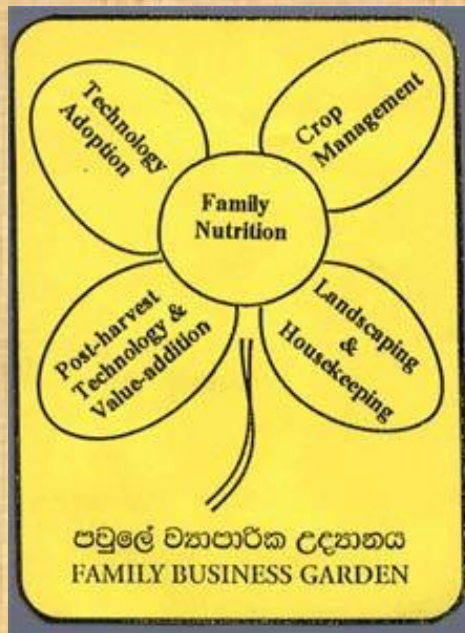 Technology
Adoption
Crop
Management
Family
Nutrition
Post-harvest
Technology &
Value-addition
Landscaping
&
Housekeeping
පවුලේ ව්‍යාපාරික උද්‍යානය
FAMILY BUSINESS GARDEN